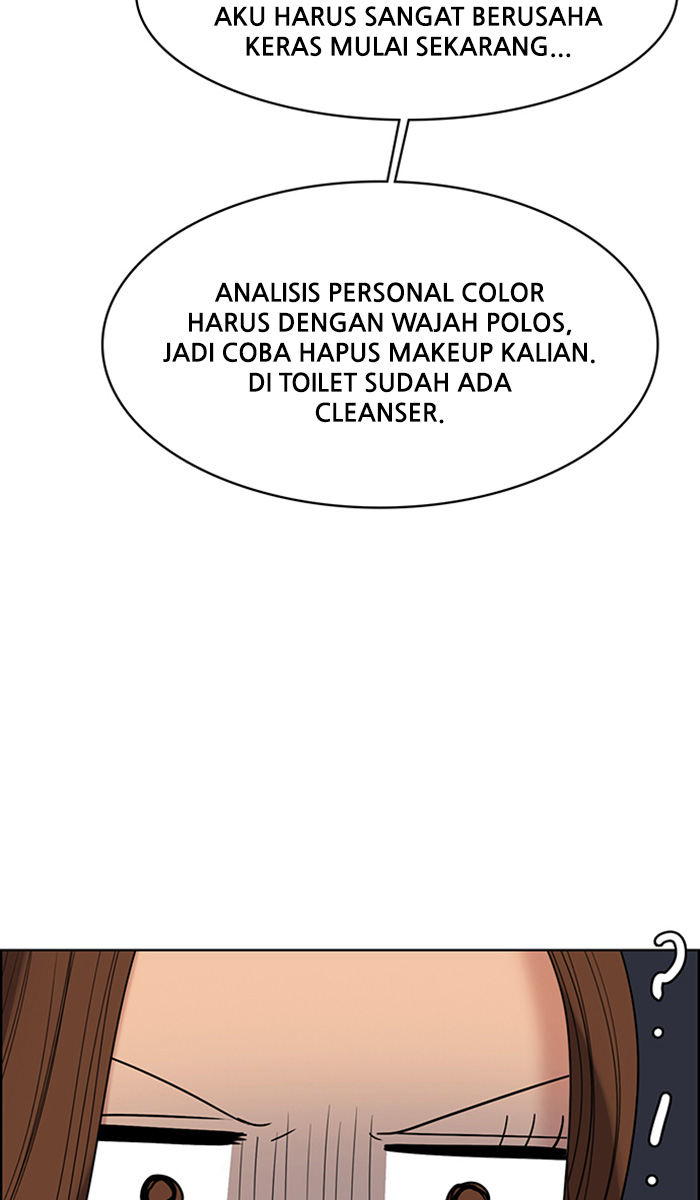 AKU HARUS SANGAT BERUSAHA
KERAS MULAI SEKARANG...
ANALISIS PERSONAL COLOR
HARUS DENGAN WAJAH POLOS,
JADI COBA HAPUS MAKEUP KALIAN.
DI TOILET SUDAH ADA
CLEANSER.
?!